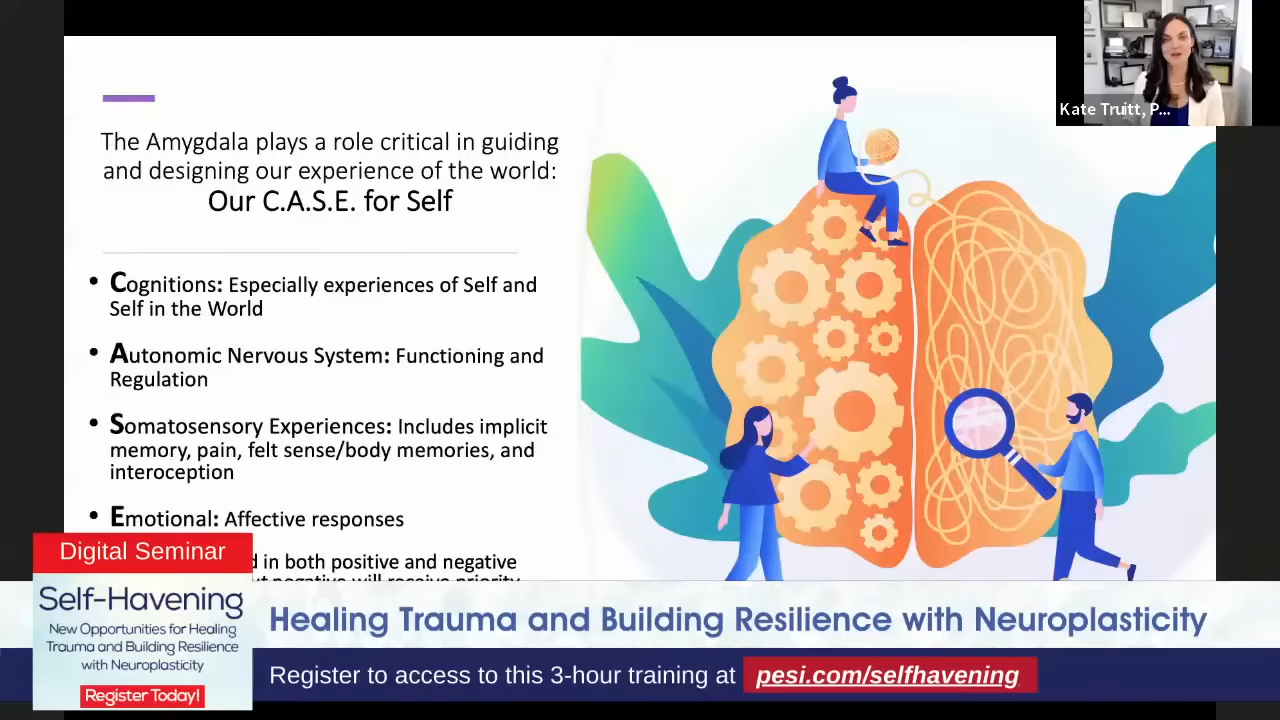 Kate Truitt, P...
The Amygdala plays a role critical in guiding
and designing our experience of the world:
Our C.A.S.E. for Self
• Cognitions: Especially experiences of Self and
Self in the World
• Autonomic Nervous System: Functioning and
Regulation
• Somatosensory Experiences: Includes implicit
memory, pain, felt sense/body memories, and
interoception
• Emotional: Affective responses
in both positive and negative
negative will receive priority
Digital Seminar
Self-Havening
New Opportunities for Healing
Trauma and Building Resilience
with Neuroplasticity
Register Today!
Healing Trauma and Building Resilience with Neuroplasticity
Register to access to this 3-hour training at pesi.com/selfhavening